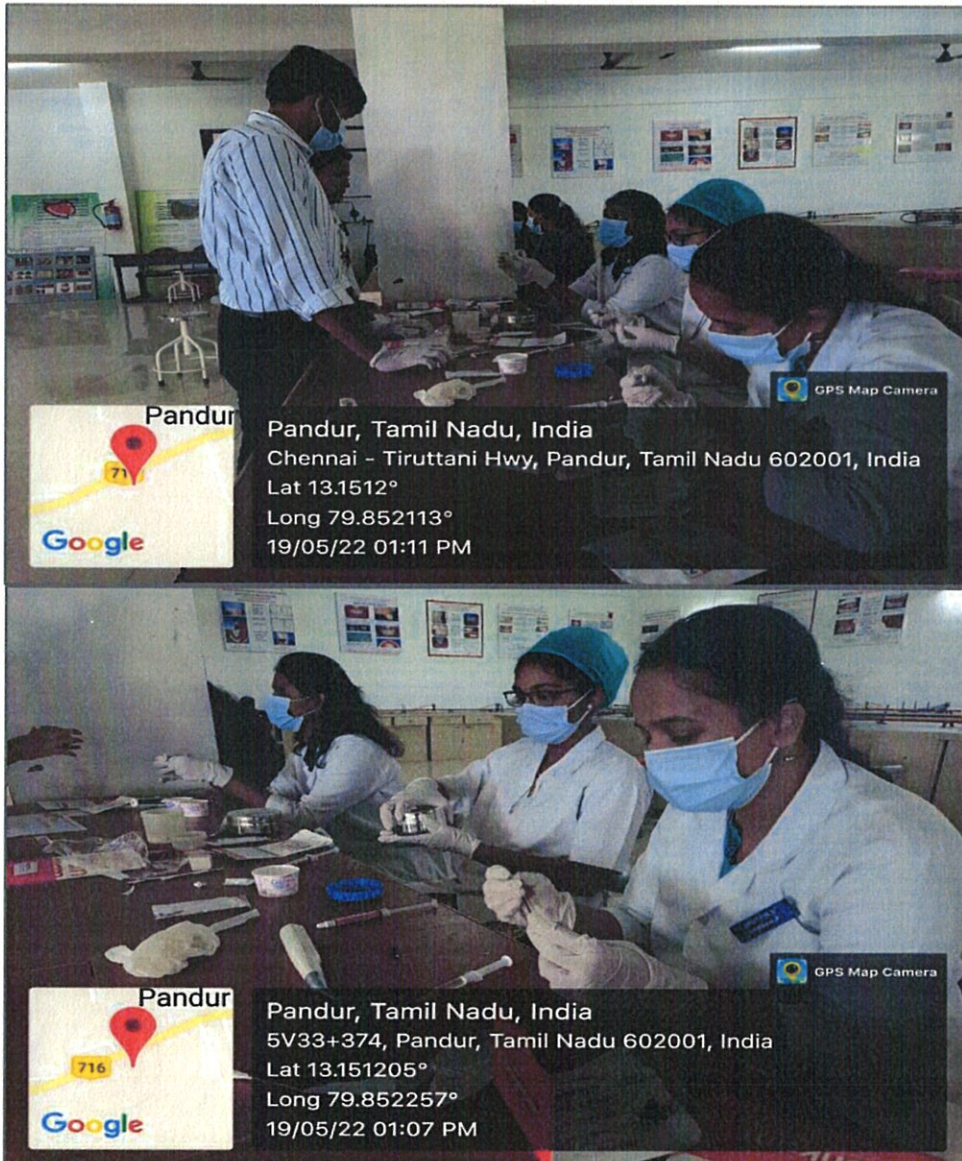 GPS Map Camera
Pandur
71
Google
Pandur, Tamil Nadu, India
Chennai - Tiruttani Hwy, Pandur, Tamil Nadu 602001, India
Lat 13.1512°
Long 79.852113°
19/05/22 01:11 PM
GPS Map Camera
Pandur
716
Google
Pandur, Tamil Nadu, India
5V33+374, Pandur, Tamil Nadu 602001, India
Lat 13.151205°
Long 79.852257°
19/05/22 01:07 PM